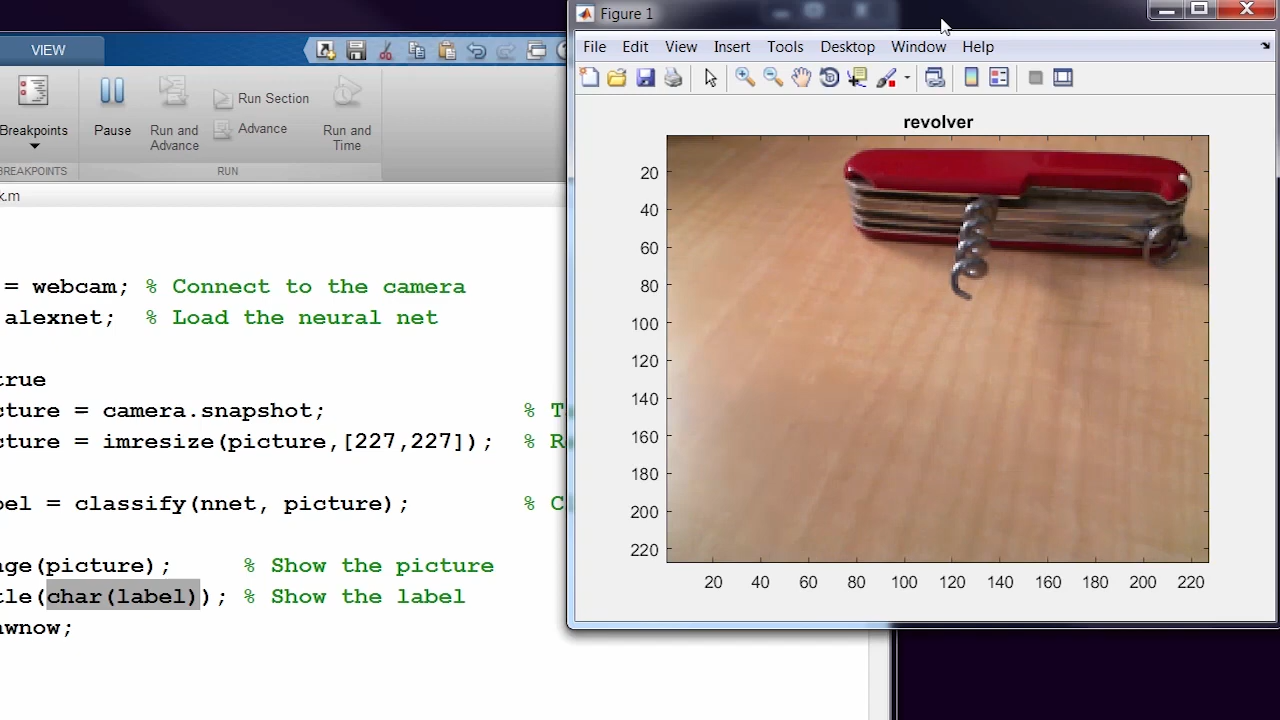 VIEW
Breakpoints
Pause
Run and
Advance
Run Section
Advance
Run and
Time
BREAKPOINTS
RUN
k.m
= webcam; % Connect to the camera
alexnet; % Load the neural net
true
cture = camera.snapshot; % T
cture = imresize(picture,[227,227]); % R
bel = classify(nnet, picture); % C
age(picture); % Show the picture
tle(char(label)); % Show the label
awnow;
Figure 1
File Edit View Insert Tools Desktop Window Help
revolver
20
40
60
80
100
120
140
160
180
200
220
20 40 60 80 100 120 140 160 180 200 220